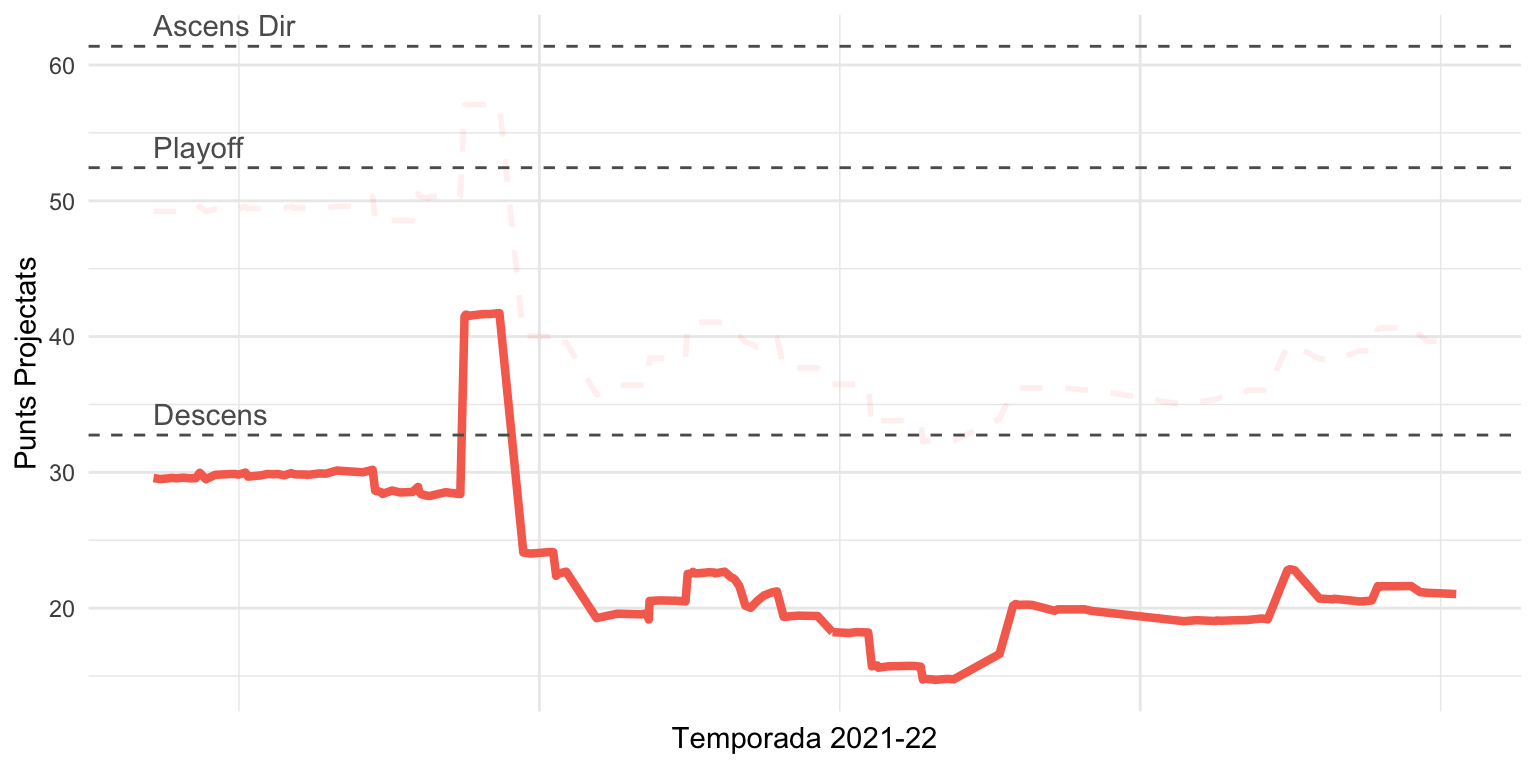 Ascens Dir
60
Playoff
50
Punts Projectats
40
Descens
30
20
Temporada 2021-22